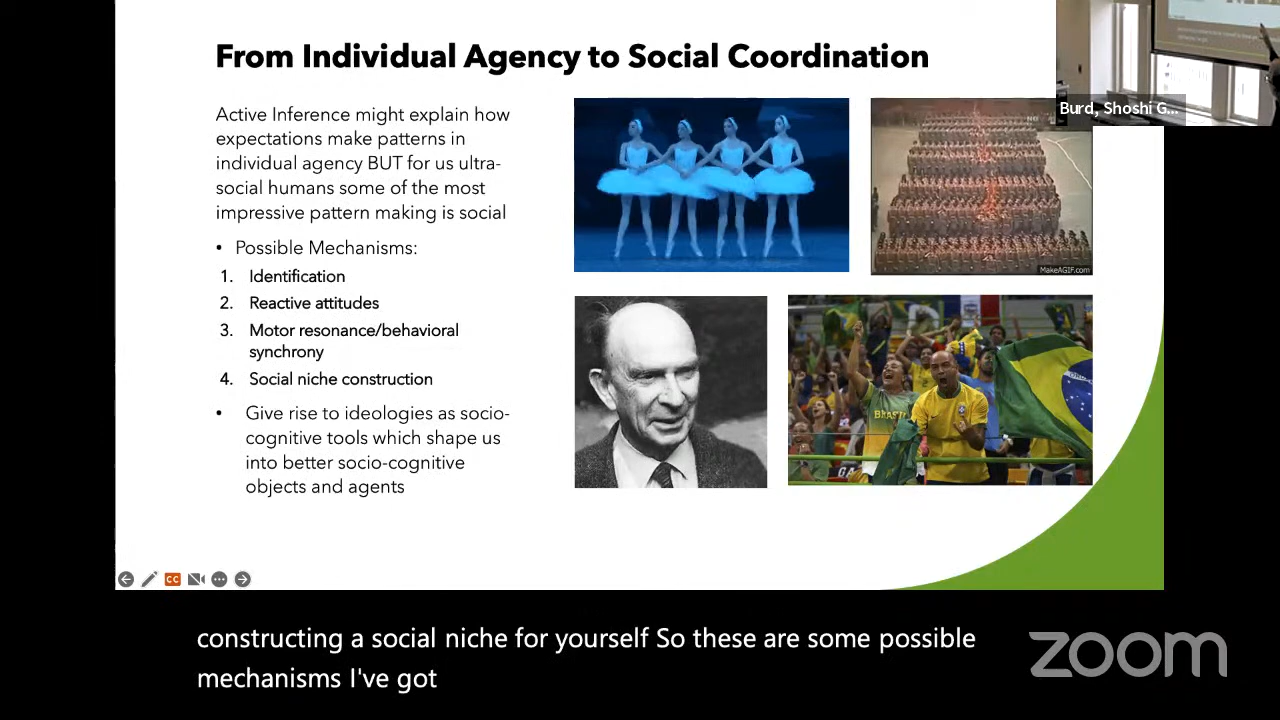 From Individual Agency to Social Coordination
Active Inference might explain how
expectations make patterns in
individual agency BUT for us ultra-
social humans some of the most
impressive pattern making is social
• Possible Mechanisms:
1. Identification
2. Reactive attitudes
3. Motor resonance/behavioral
synchrony
4. Social niche construction
• Give rise to ideologies as socio-
cognitive tools which shape us
into better socio-cognitive
objects and agents
MakeAGIF.com
BRASIL
Burd, Shoshi G...
CC
constructing a social niche for yourself So these are some possible
mechanisms I've got
zoom